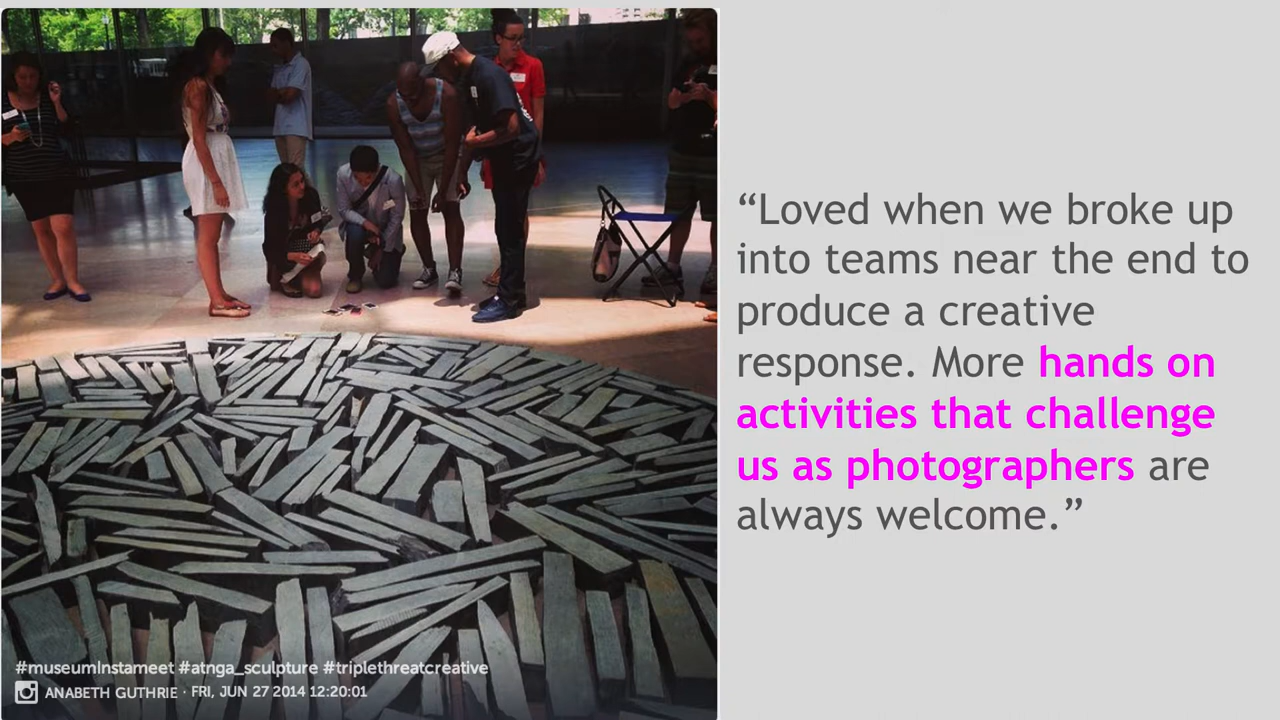 “Loved when we broke up
into teams near the end to
produce a creative
response. More hands on
activities that challenge
us as photographers are
always welcome.”
#museumInstameet #atnga_sculpture #triplethreatcreative
ANABETH GUTHRIE · FRI, JUN 27 2014 12:20:01